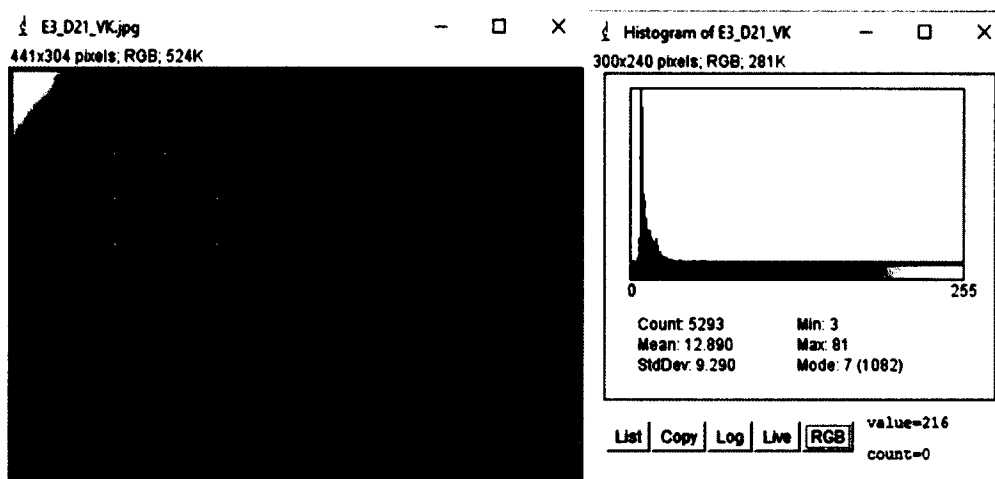 E3_D21_VK.jpg
441x304 pixels; RGB; 524K
Histogram of E3_D21_VK
300x240 pixels; RGB; 281K
0 255
Count: 5293 Min: 3
Mean: 12.890 Max: 81
StdDev: 9.290 Mode: 7 (1082)
List Copy Log Live RGB value=216
count=0